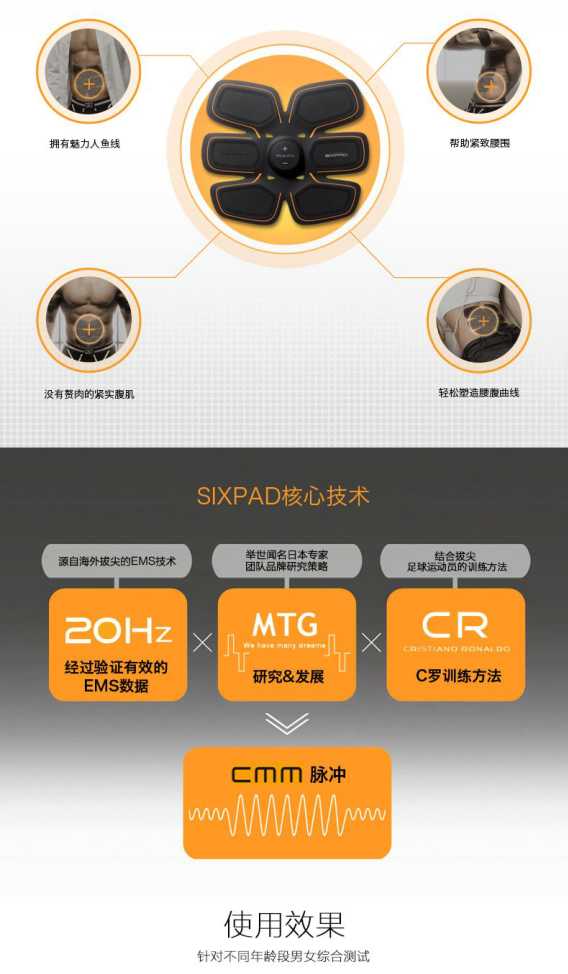 SIXPAD
拥有魅力人鱼线
帮助紧致腰围
没有赘肉的紧实腹肌
轻松塑造腰腹曲线
SIXPAD核心技术
源自海外拔尖的EMS技术
举世闻名日本专家
团队品牌研究策略
结合拔尖
足球运动员的训练方法
20Hz
经过验证有效的
EMS数据
MTG
We have many dreams
研究&发展
CR
CRISTIANO RONALDO
C罗训练方法
CMM 脉冲
使用效果
针对不同年龄段男女综合测试